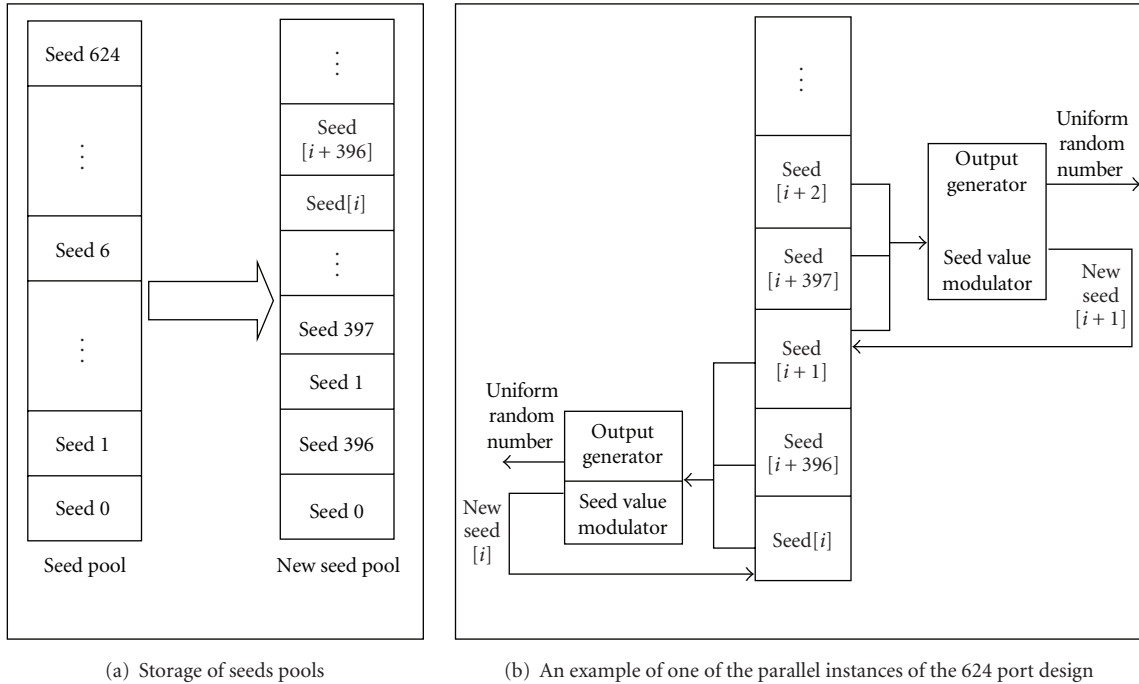 Seed 624
⋮
Seed 6
⋮
Seed 1
Seed 0
Seed pool
⋮
Seed
[i + 396]
Seed[i]
⋮
Seed 397
Seed 1
Seed 396
Seed 0
New seed pool
(a) Storage of seeds pools
⋮
Seed
[i + 2]
Seed
[i + 397]
Seed
[i + 1]
Seed
[i + 396]
Seed[i]
Output
generator
Seed value
modulator
Uniform
random
number
New
seed
[i + 1]
Uniform
random
number
Output
generator
Seed value
modulator
New
seed
[i]
(b) An example of one of the parallel instances of the 624 port design